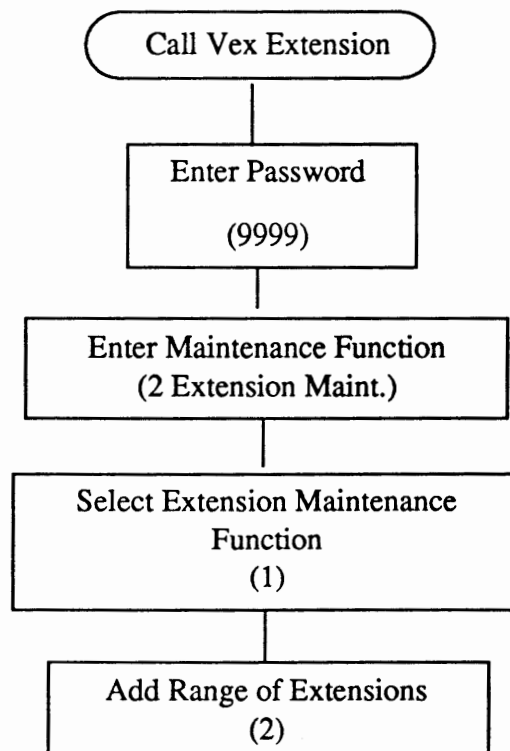 Call Vex Extension
Enter Password
(9999)
Enter Maintenance Function
(2 Extension Maint.)
Select Extension Maintenance
Function
(1)
Add Range of Extensions
(2)